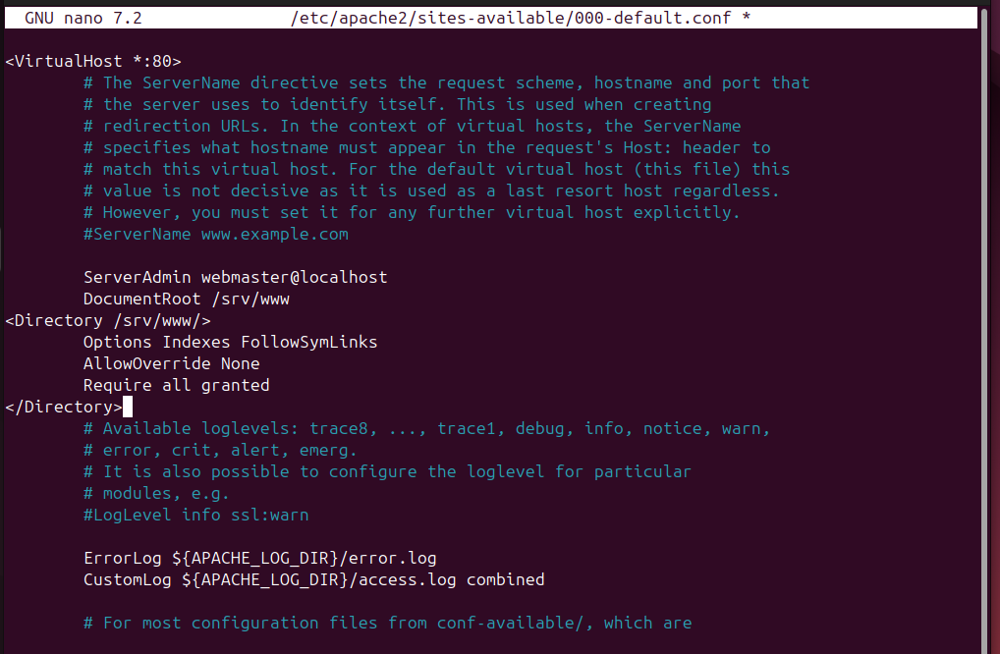 GNU nano 7.2 /etc/apache2/sites-available/000-default.conf *
<VirtualHost *:80>
# The ServerName directive sets the request scheme, hostname and port that
# the server uses to identify itself. This is used when creating
# redirection URLs. In the context of virtual hosts, the ServerName
# specifies what hostname must appear in the request's Host: header to
# match this virtual host. For the default virtual host (this file) this
# value is not decisive as it is used as a last resort host regardless.
# However, you must set it for any further virtual host explicitly.
#ServerName www.example.com
ServerAdmin webmaster@localhost
DocumentRoot /srv/www
<Directory /srv/www/>
Options Indexes FollowSymLinks
AllowOverride None
Require all granted
</Directory>
# Available loglevels: trace8, ..., trace1, debug, info, notice, warn,
# error, crit, alert, emerg.
# It is also possible to configure the loglevel for particular
# modules, e.g.
#LogLevel info ssl:warn
ErrorLog ${APACHE_LOG_DIR}/error.log
CustomLog ${APACHE_LOG_DIR}/access.log combined
# For most configuration files from conf-available/, which are